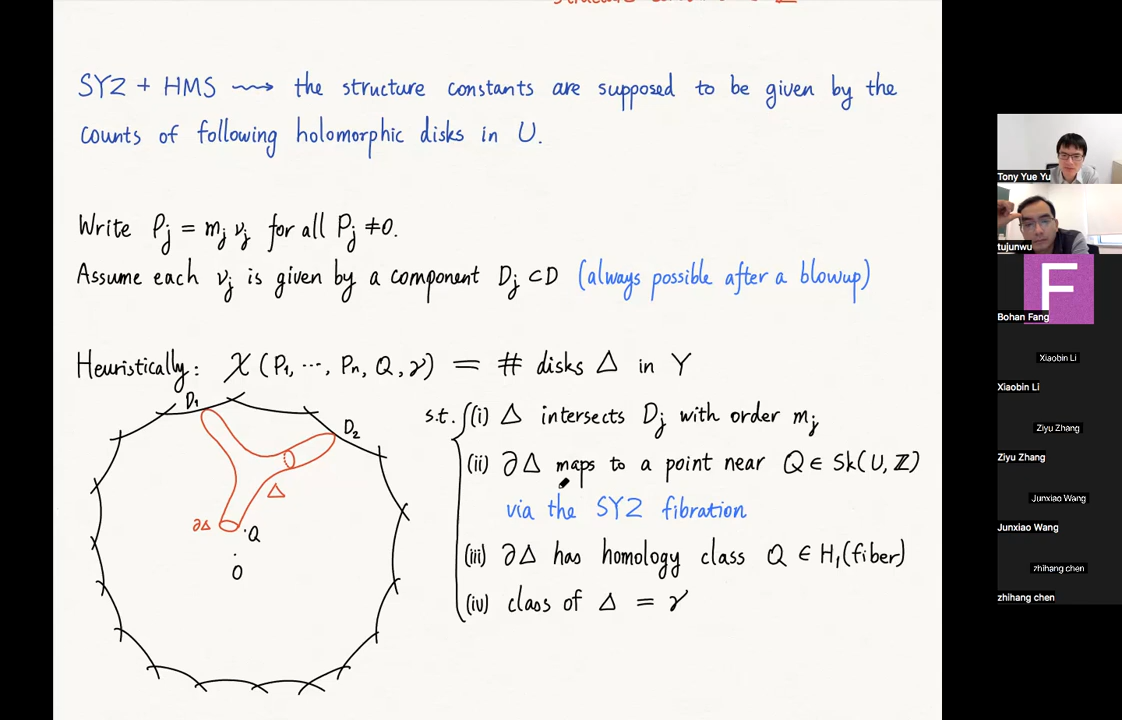 SYZ + HMS ⇝ the structure constants are supposed to be given by the
counts of following holomorphic disks in U.
Write Pj = mj νj for all Pj ≠ 0.
Assume each νj is given by a component Dj ⊂ D (always possible after a blowup)
Heuristically: χ(P1, ..., Pn, Q, γ) = # disks Δ in Y
s.t. { (i) Δ intersects Dj with order mj
(ii) ∂Δ maps to a point near Q ∈ Sk(U, ℤ)
via the SYZ fibration
(iii) ∂Δ has homology class Q ∈ H1(fiber)
(iv) class of Δ = γ
D1
D2
Δ
∂Δ
Q
O
Tony Yue Yu
tujunwu
F
Bohan Fang
Xiaobin Li
Xiaobin Li
Ziyu Zhang
Ziyu Zhang
Junxiao Wang
Junxiao Wang
zhihang chen
zhihang chen